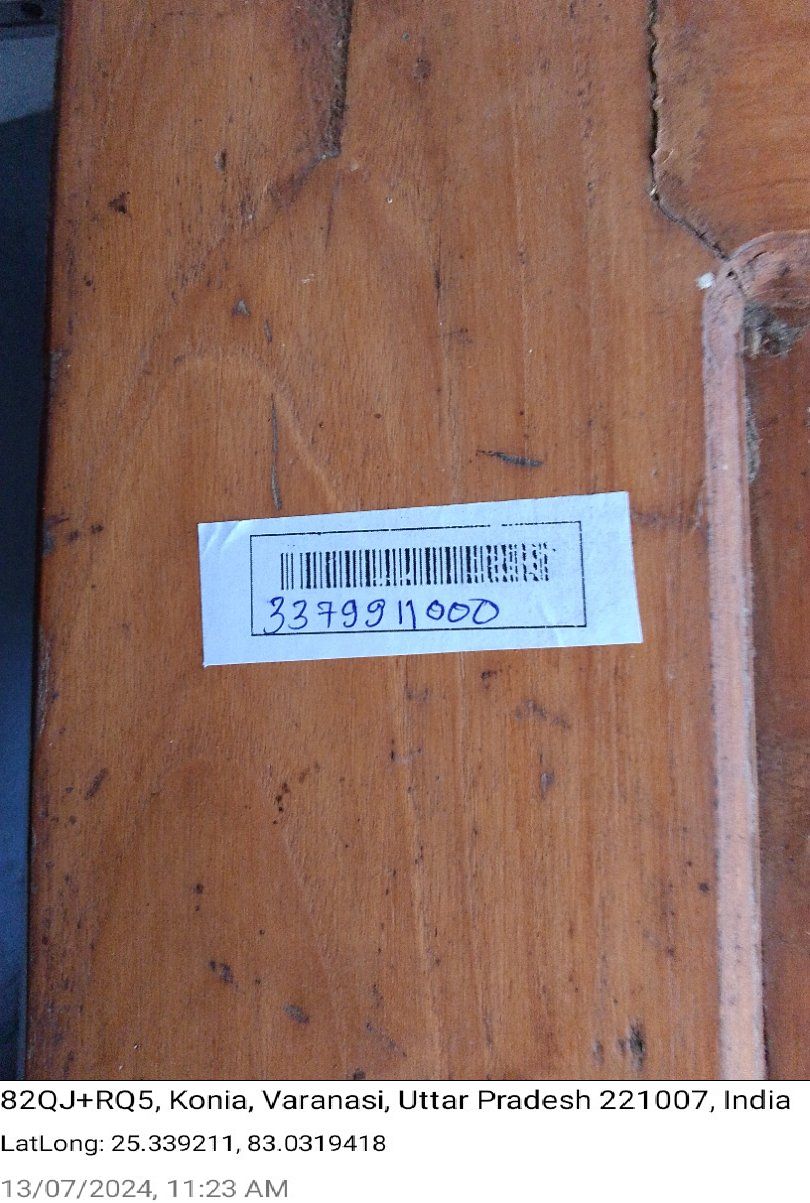 3379911000
82QJ+RQ5, Konia, Varanasi, Uttar Pradesh 221007, India
LatLong: 25.339211, 83.0319418
13/07/2024, 11:23 AM